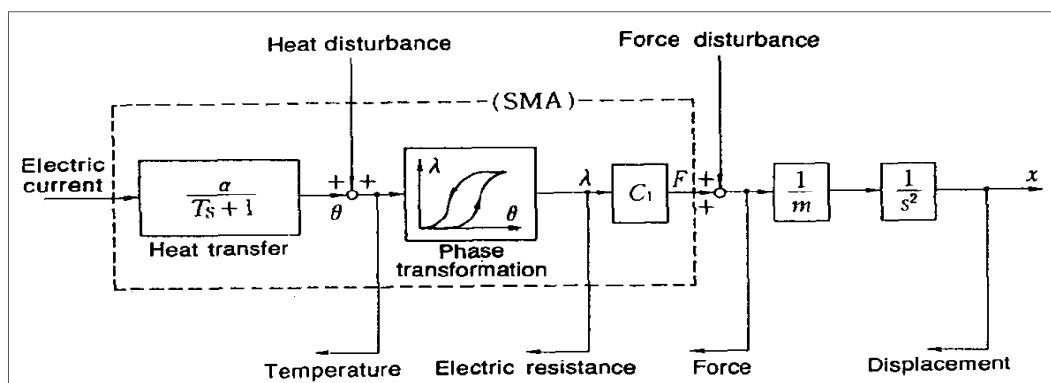 Heat disturbance
Force disturbance
(SMA)
Electric
current
α
Ts + 1
+ +
θ
λ
θ
λ
C1
F
+
+
1
m
1
s²
x
Heat transfer
Phase
transformation
Temperature
Electric resistance
Force
Displacement